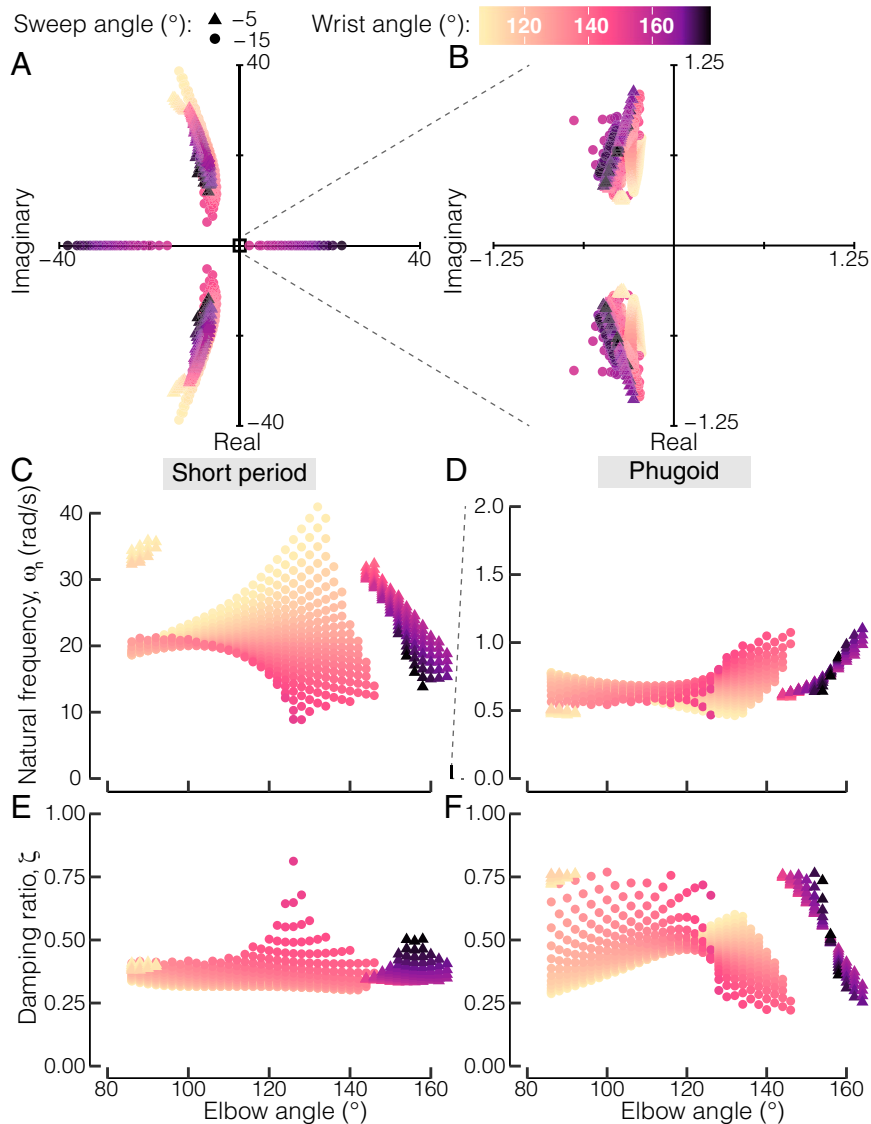 Sweep angle (°): ▲ −5
● −15
Wrist angle (°): 120 140 160
A
40
Imaginary
−40
40
−40
Real
B
1.25
Imaginary
−1.25
1.25
−1.25
Real
C
Short period
Natural frequency, ωn (rad/s)
40
30
20
10
0
D
Phugoid
2.0
1.5
1.0
0.5
0.0
E
Damping ratio, ζ
1.00
0.75
0.50
0.25
0.00
80 100 120 140 160
Elbow angle (°)
F
1.00
0.75
0.50
0.25
0.00
80 100 120 140 160
Elbow angle (°)